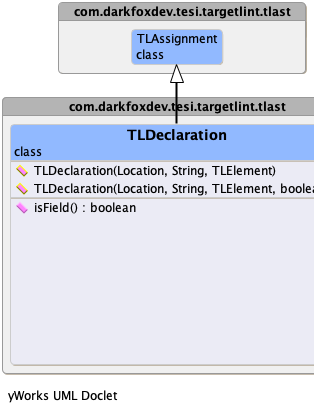 com.darkfoxdev.tesi.targetlint.tlast
TLAssignment
class
com.darkfoxdev.tesi.targetlint.tlast
TLDeclaration
class
TLDeclaration(Location, String, TLElement)
TLDeclaration(Location, String, TLElement, boolea
isField() : boolean
yWorks UML Doclet